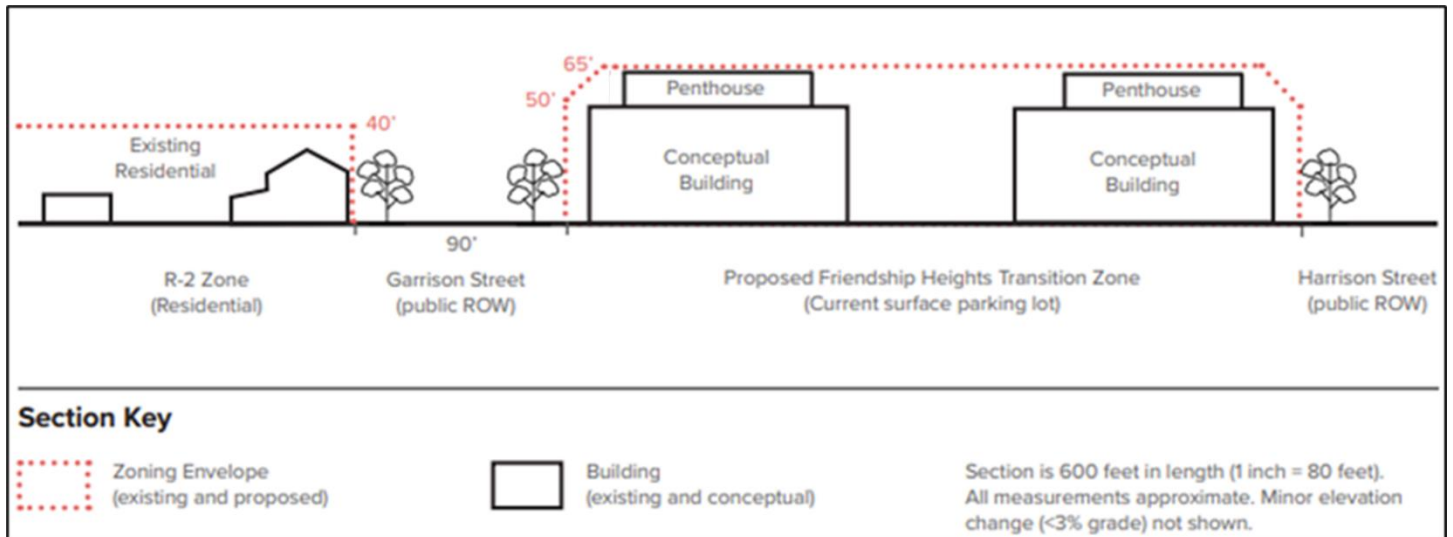 65'
Penthouse
Penthouse
50'
40'
Existing
Residential
Conceptual
Building
Conceptual
Building
90'
R-2 Zone
(Residential)
Garrison Street
(public ROW)
Proposed Friendship Heights Transition Zone
(Current surface parking lot)
Harrison Street
(public ROW)
Section Key
Zoning Envelope
(existing and proposed)
Building
(existing and conceptual)
Section is 600 feet in length (1 inch = 80 feet).
All measurements approximate. Minor elevation
change (<3% grade) not shown.